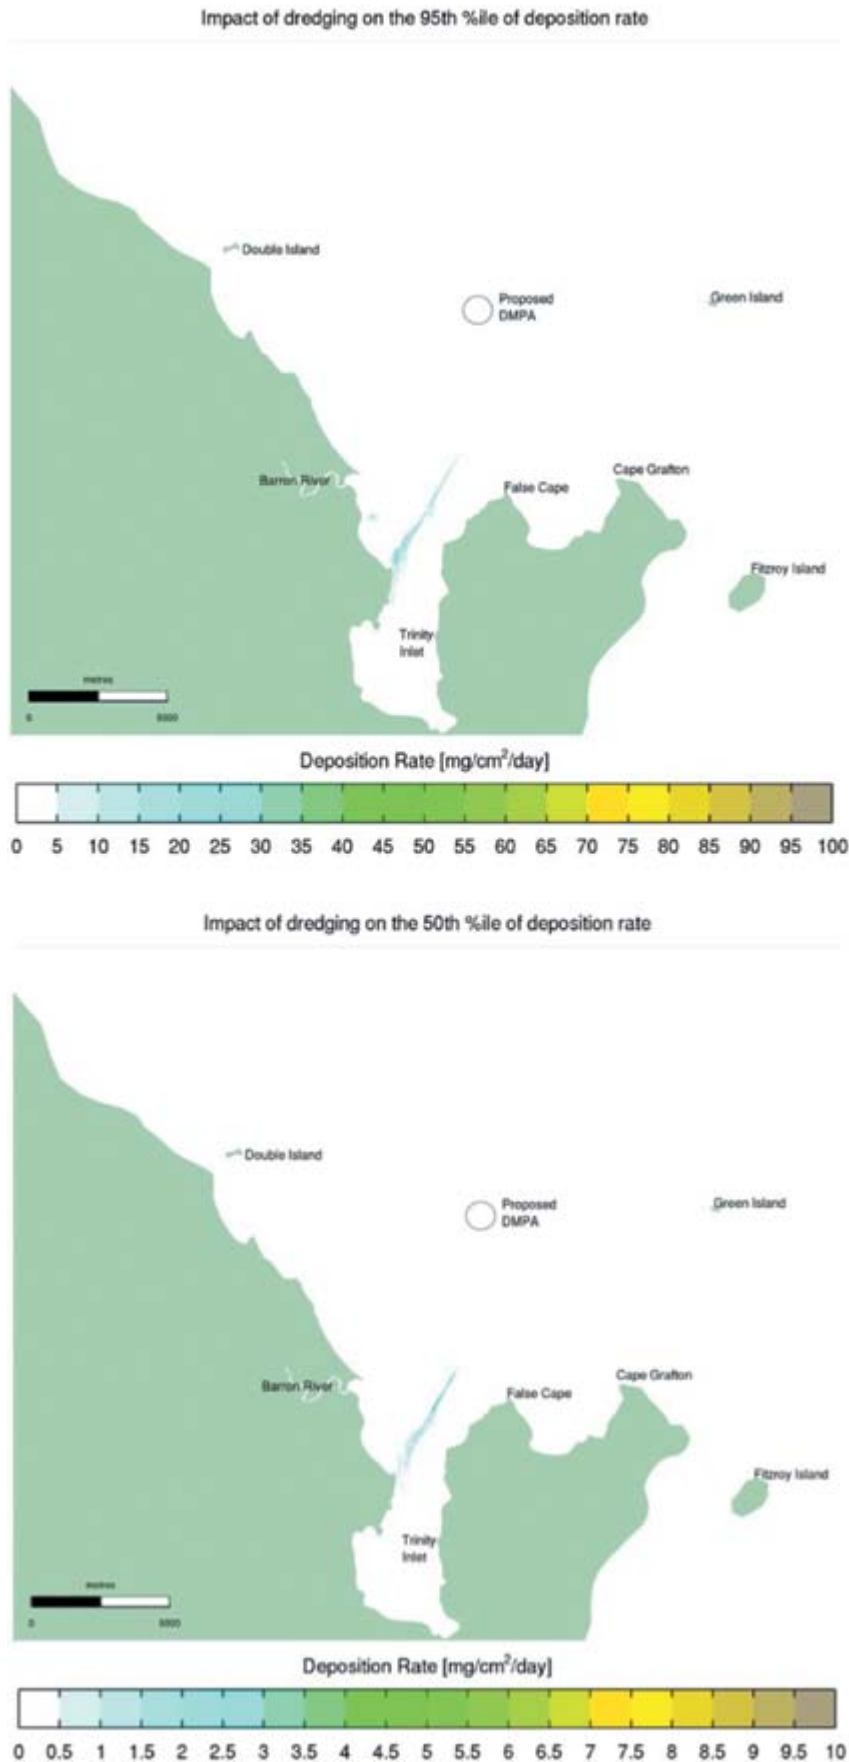 Impact of dredging on the 95th %ile of deposition rate
Double Island
Proposed
DMPA
Green Island
Cape Grafton
Barron River
False Cape
Fitzroy Island
Trinity
Inlet
metres
0
5000
Deposition Rate [mg/cm²/day]
0 5 10 15 20 25 30 35 40 45 50 55 60 65 70 75 80 85 90 95 100
Impact of dredging on the 50th %ile of deposition rate
Double Island
Proposed
DMPA
Green Island
Cape Grafton
Barron River
False Cape
Fitzroy Island
Trinity
Inlet
metres
0
5000
Deposition Rate [mg/cm²/day]
0 0.5 1 1.5 2 2.5 3 3.5 4 4.5 5 5.5 6 6.5 7 7.5 8 8.5 9 9.5 10